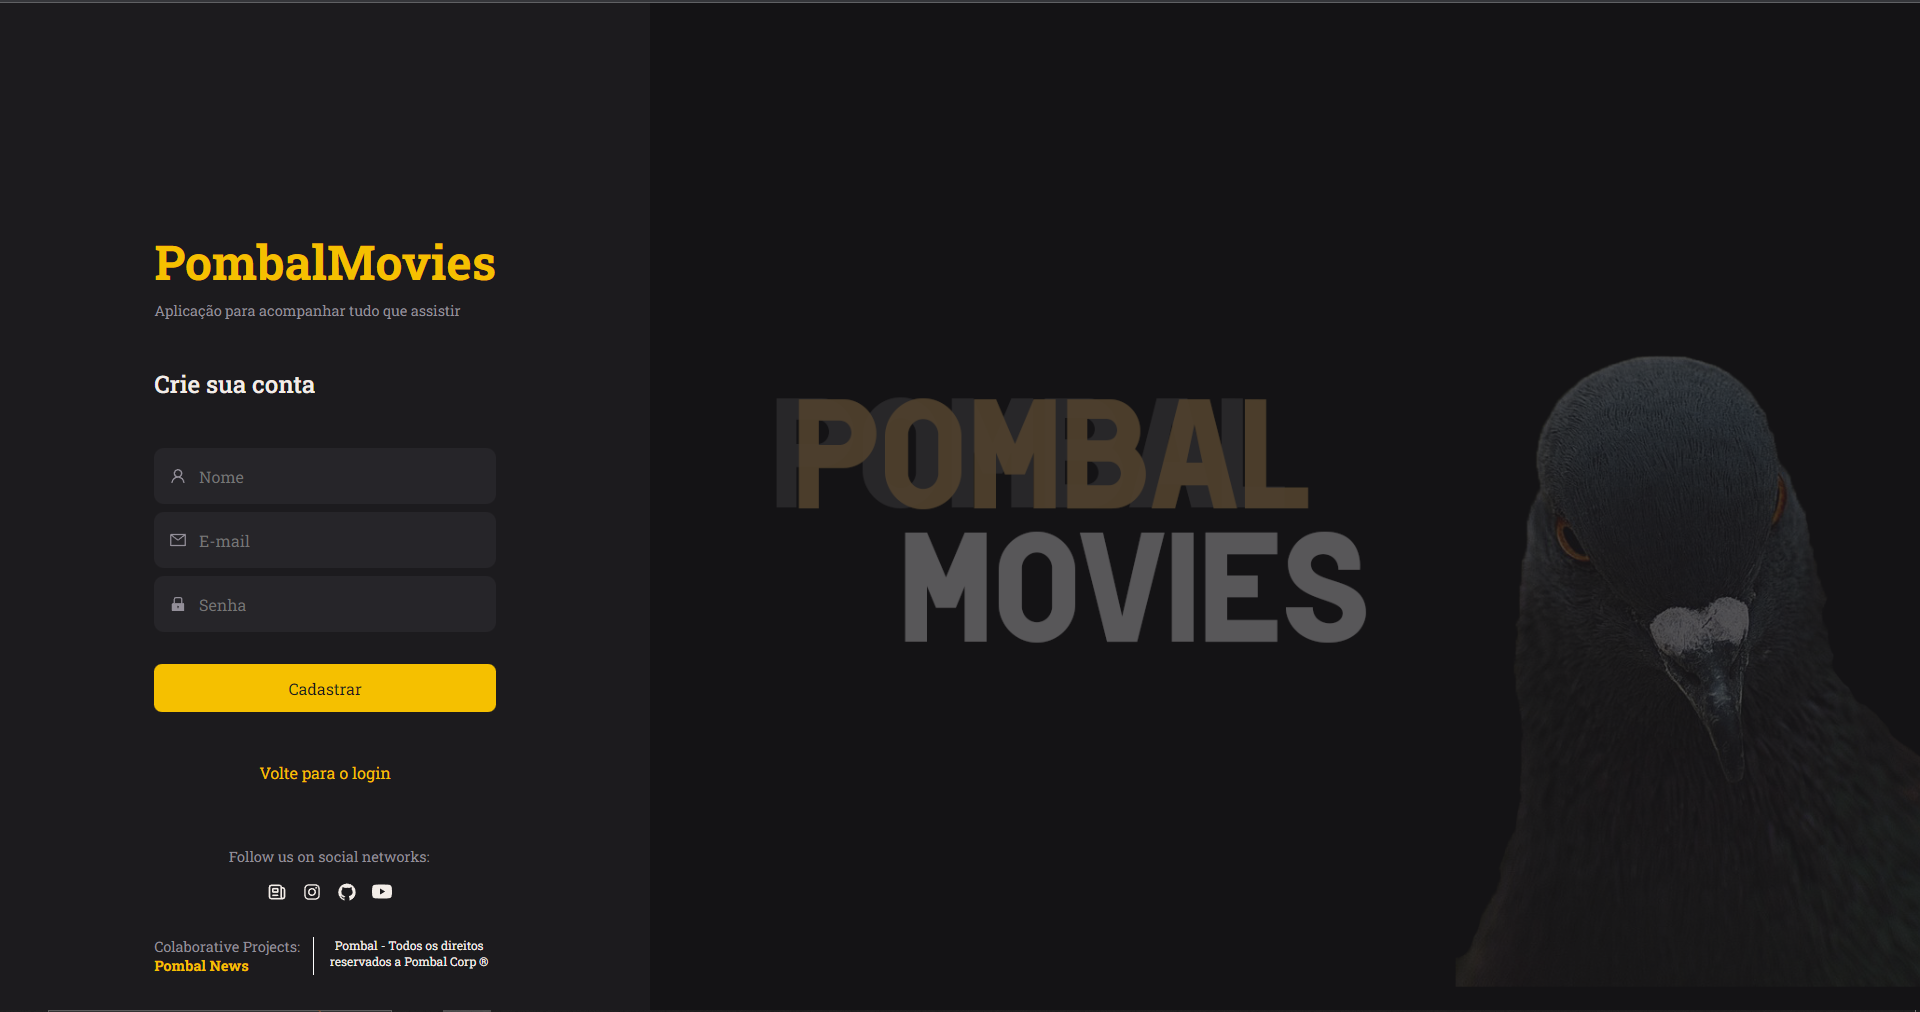 PombalMovies
Aplicação para acompanhar tudo que assistir
Crie sua conta
Nome
E-mail
Senha
Cadastrar
Volte para o login
Follow us on social networks:
Colaborative Projects:
Pombal News
Pombal - Todos os direitos
reservados a Pombal Corp ®
POMBAL
POMBAL
MOVIES